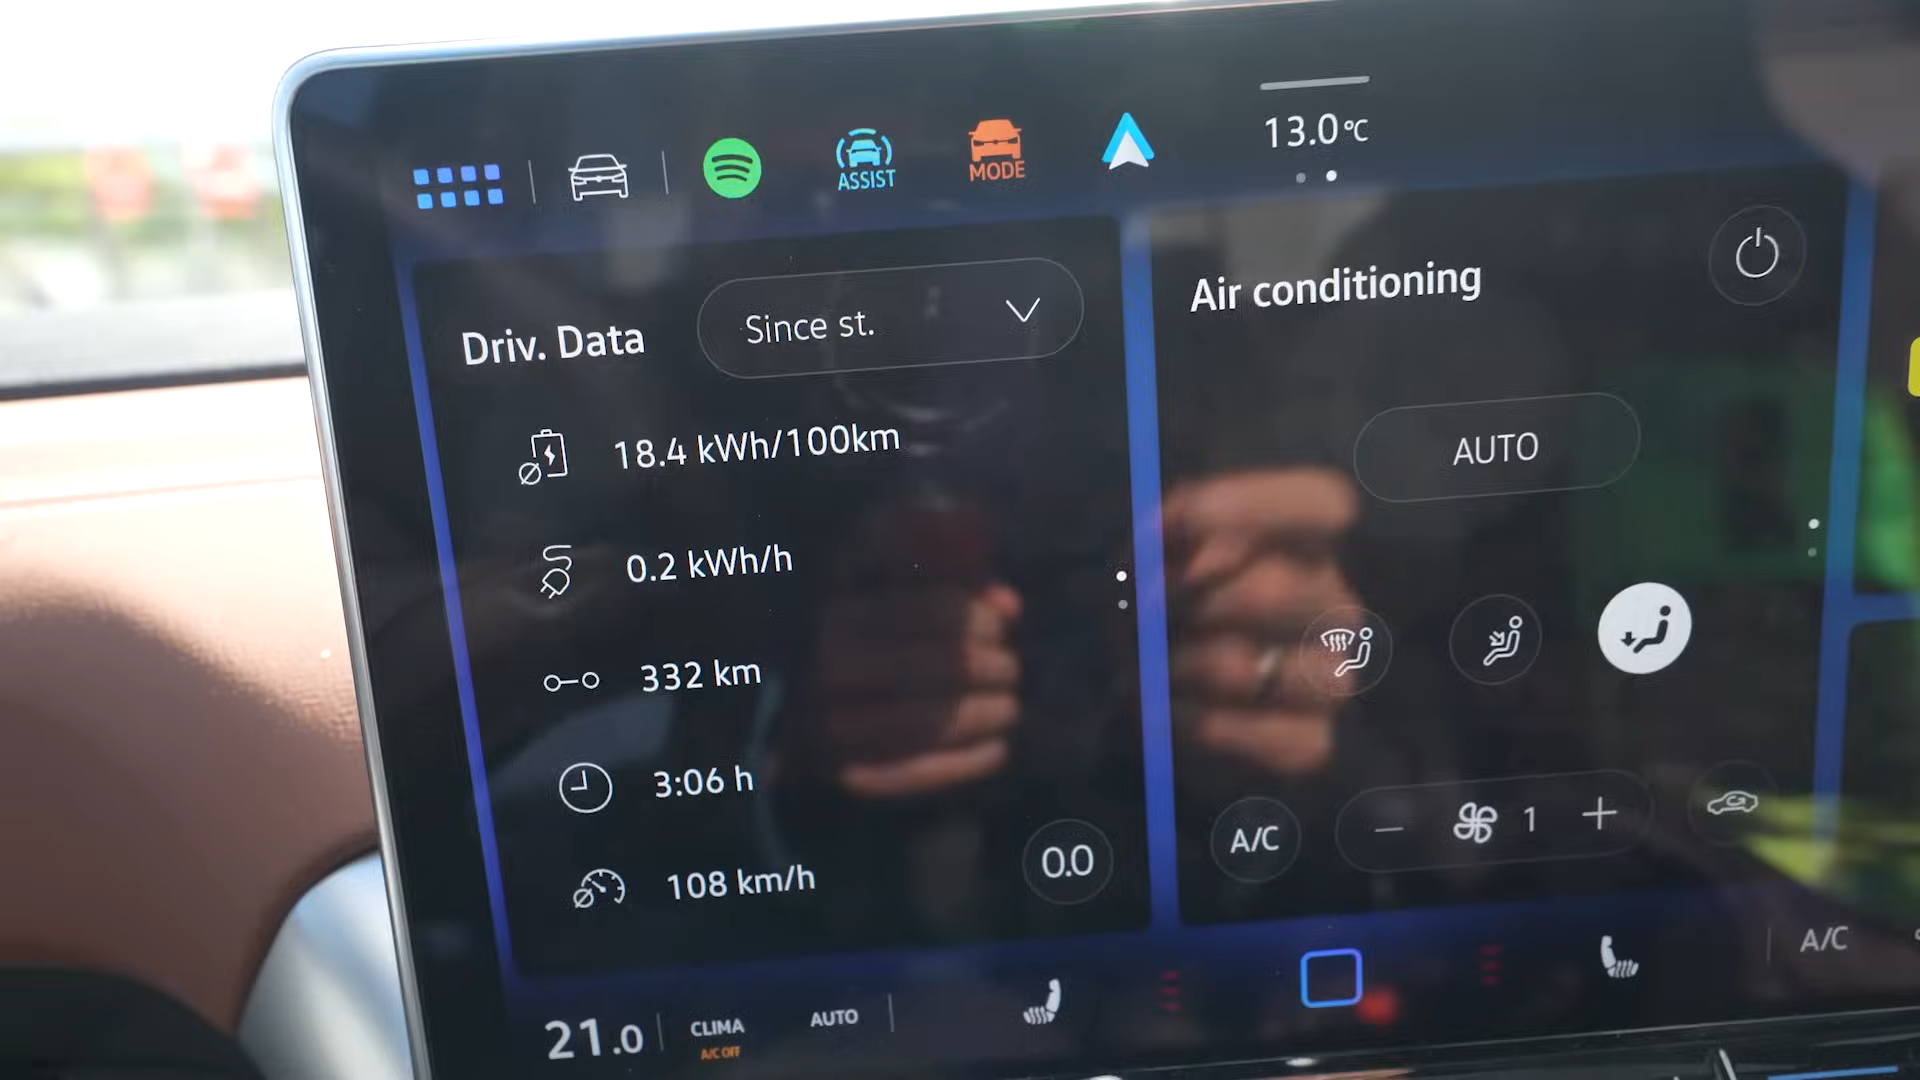 ASSIST
MODE
13.0°C
Driv. Data
Since st.
18.4 kWh/100km
0.2 kWh/h
332 km
3:06 h
108 km/h
0.0
Air conditioning
AUTO
A/C
1
21.0
CLIMA
A/C OFF
AUTO
A/C